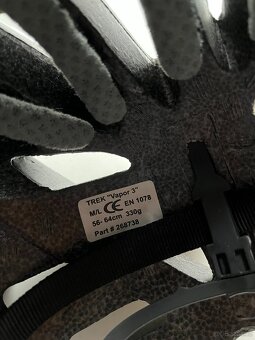 TREK "Vapor 3"
M/L CE EN 1078
56-64cm 330g
Part # 268738